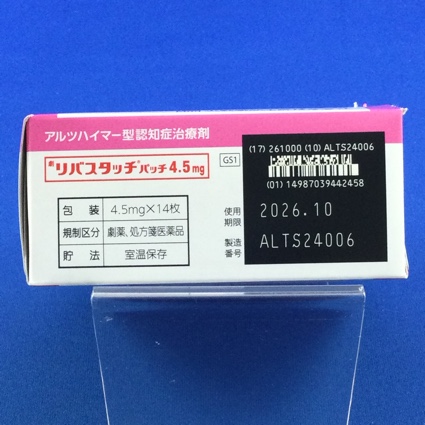 アルツハイマー型認知症治療剤
劇 リバスタッチ®パッチ4.5mg
GS1
(17) 261000 (10) ALTS24006
(01) 14987039442458
包装 4.5mg×14枚
規制区分 劇薬、処方箋医薬品
貯法 室温保存
使用期限 2026.10
製造番号 ALTS24006